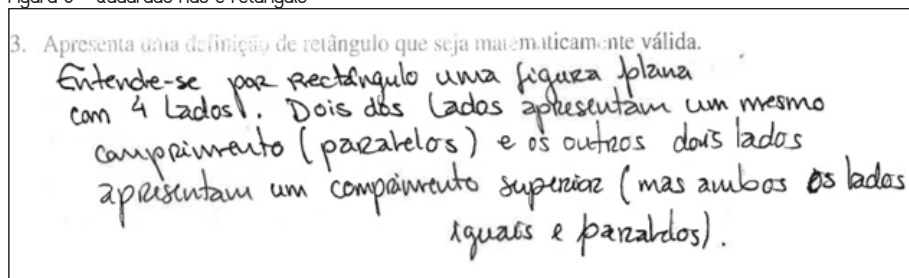 Figura 3 – Quadrado não é retângulo
3. Apresenta uma definição de retângulo que seja matematicamente válida.
Entende-se por Rectângulo uma figura plana
com 4 lados. Dois dos lados apresentam um mesmo
comprimento (paralelos) e os outros dois lados
apresentam um comprimento superior (mas ambos os lados
iguais e paralelos).